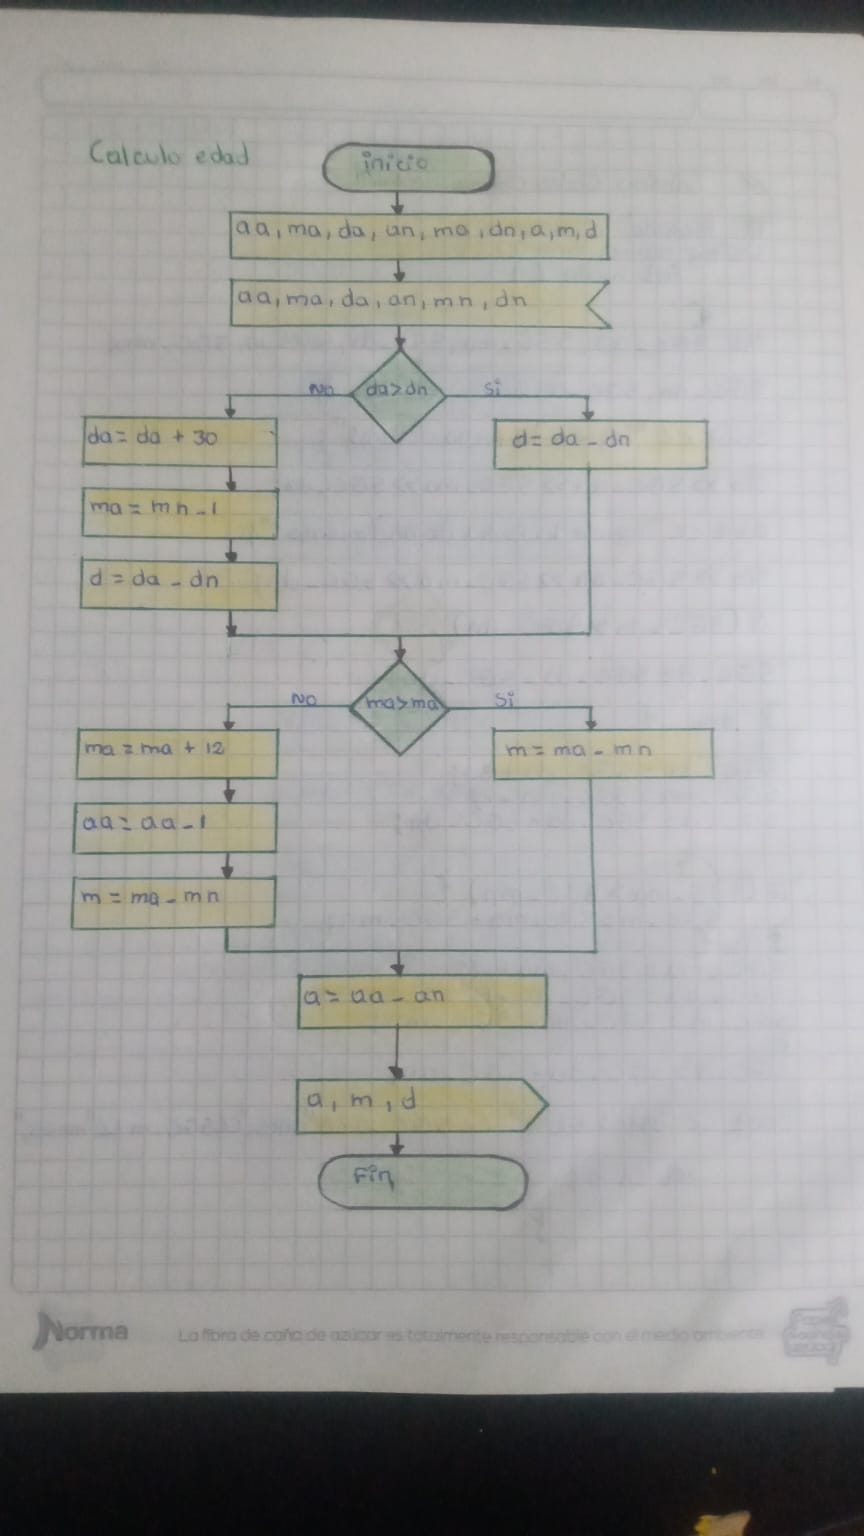 Calculo edad
inicio
aa, ma, da, an, ma, dn, a, m, d
aa, ma, da, an, mn, dn
da>dn
No
Si
da = da + 30
d = da - dn
ma = mn - 1
d = da - dn
ma>ma
NO
Si
ma = ma + 12
m = ma - mn
aa = aa - 1
m = ma - mn
a = aa - an
a, m, d
Fin
Norma
La fibra de caña de azúcar es totalmente responsable con el medio ambiente